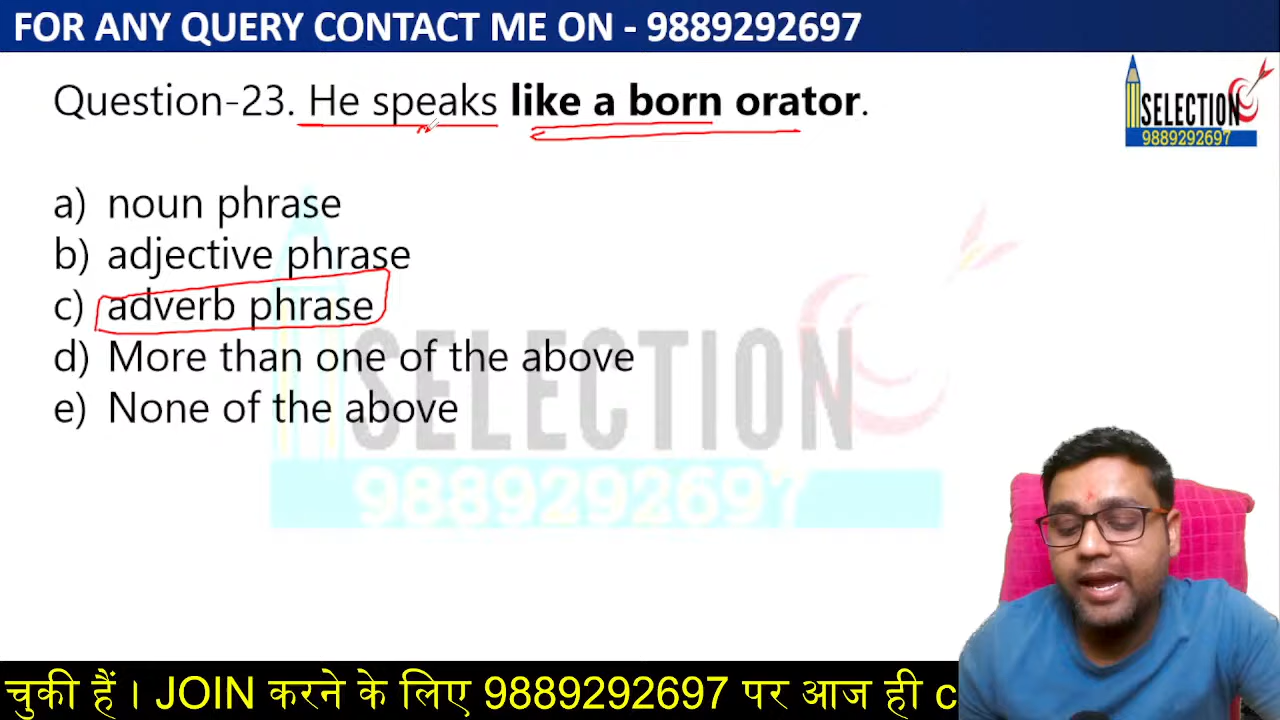 FOR ANY QUERY CONTACT ME ON - 9889292697
Question-23. He speaks like a born orator.
SELECTION
9889292697
a) noun phrase
b) adjective phrase
c) adverb phrase
d) More than one of the above
e) None of the above
SELECTION
9889292697
चुकी हैं । JOIN करने के लिए 9889292697 पर आज ही c